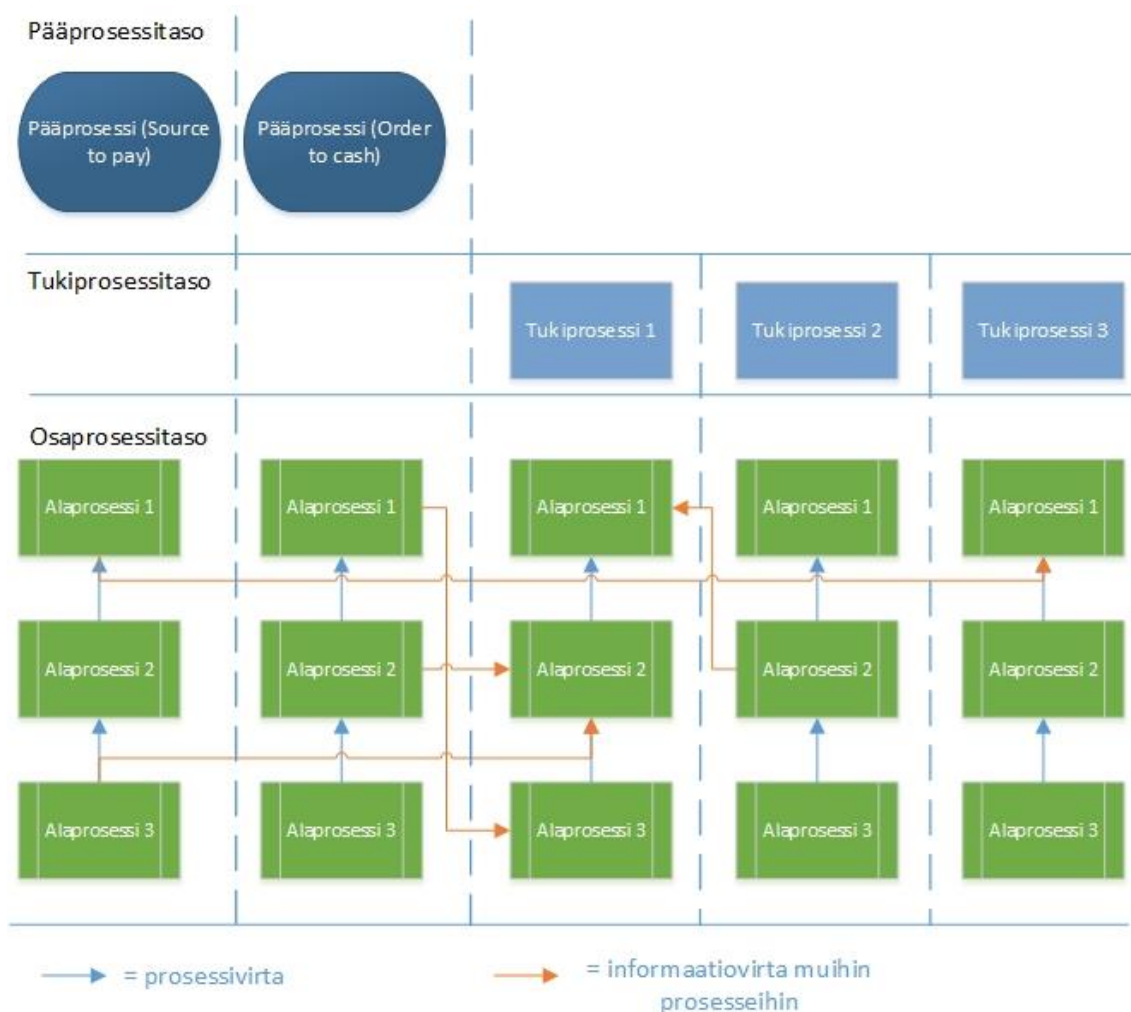 Pääprosessitaso
Pääprosessi (Source
to pay)
Pääprosessi (Order
to cash)
Tukiprosessitaso
Tukiprosessi 1
Tukiprosessi 2
Tukiprosessi 3
Osaprosessitaso
Alaprosessi 1
Alaprosessi 1
Alaprosessi 1
Alaprosessi 1
Alaprosessi 1
Alaprosessi 2
Alaprosessi 2
Alaprosessi 2
Alaprosessi 2
Alaprosessi 2
Alaprosessi 3
Alaprosessi 3
Alaprosessi 3
Alaprosessi 3
Alaprosessi 3
= prosessivirta
= informaatiovirta muihin
prosesseihin